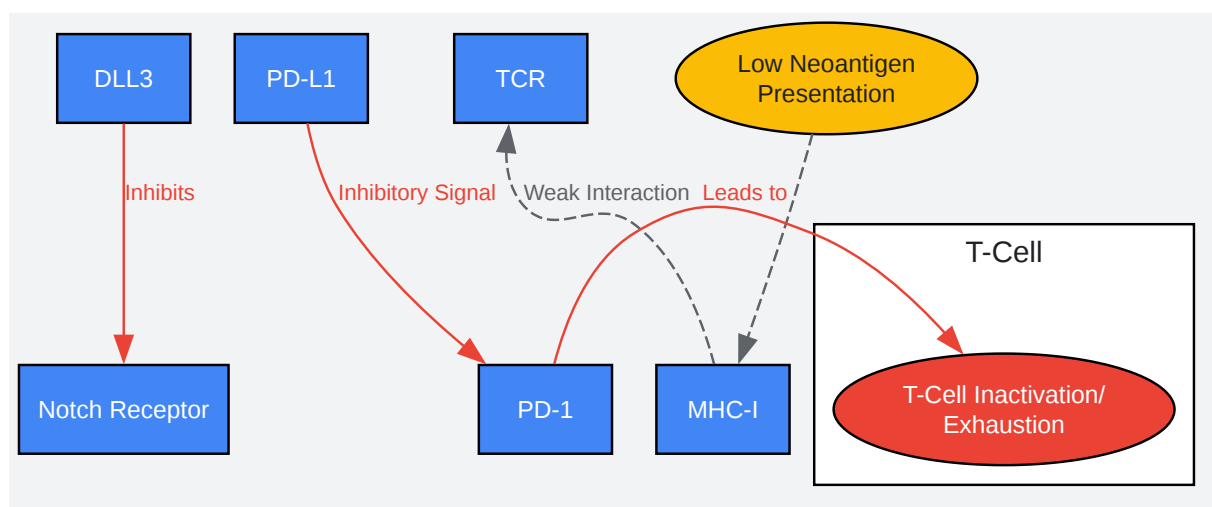 DLL3
PD-L1
TCR
Low Neoantigen
Presentation
Inhibits
Inhibitory Signal
Weak Interaction
Leads to
T-Cell
Notch Receptor
PD-1
MHC-I
T-Cell Inactivation/
Exhaustion